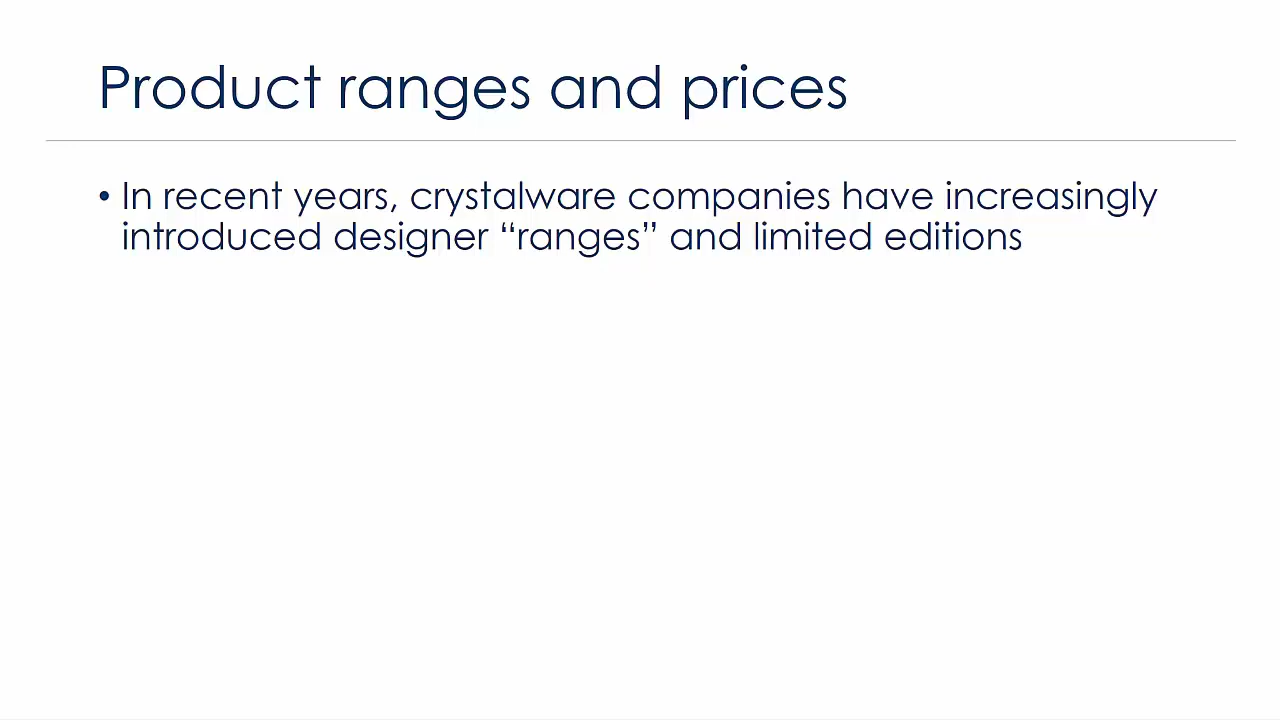 Product ranges and prices
• In recent years, crystalware companies have increasingly
introduced designer “ranges” and limited editions